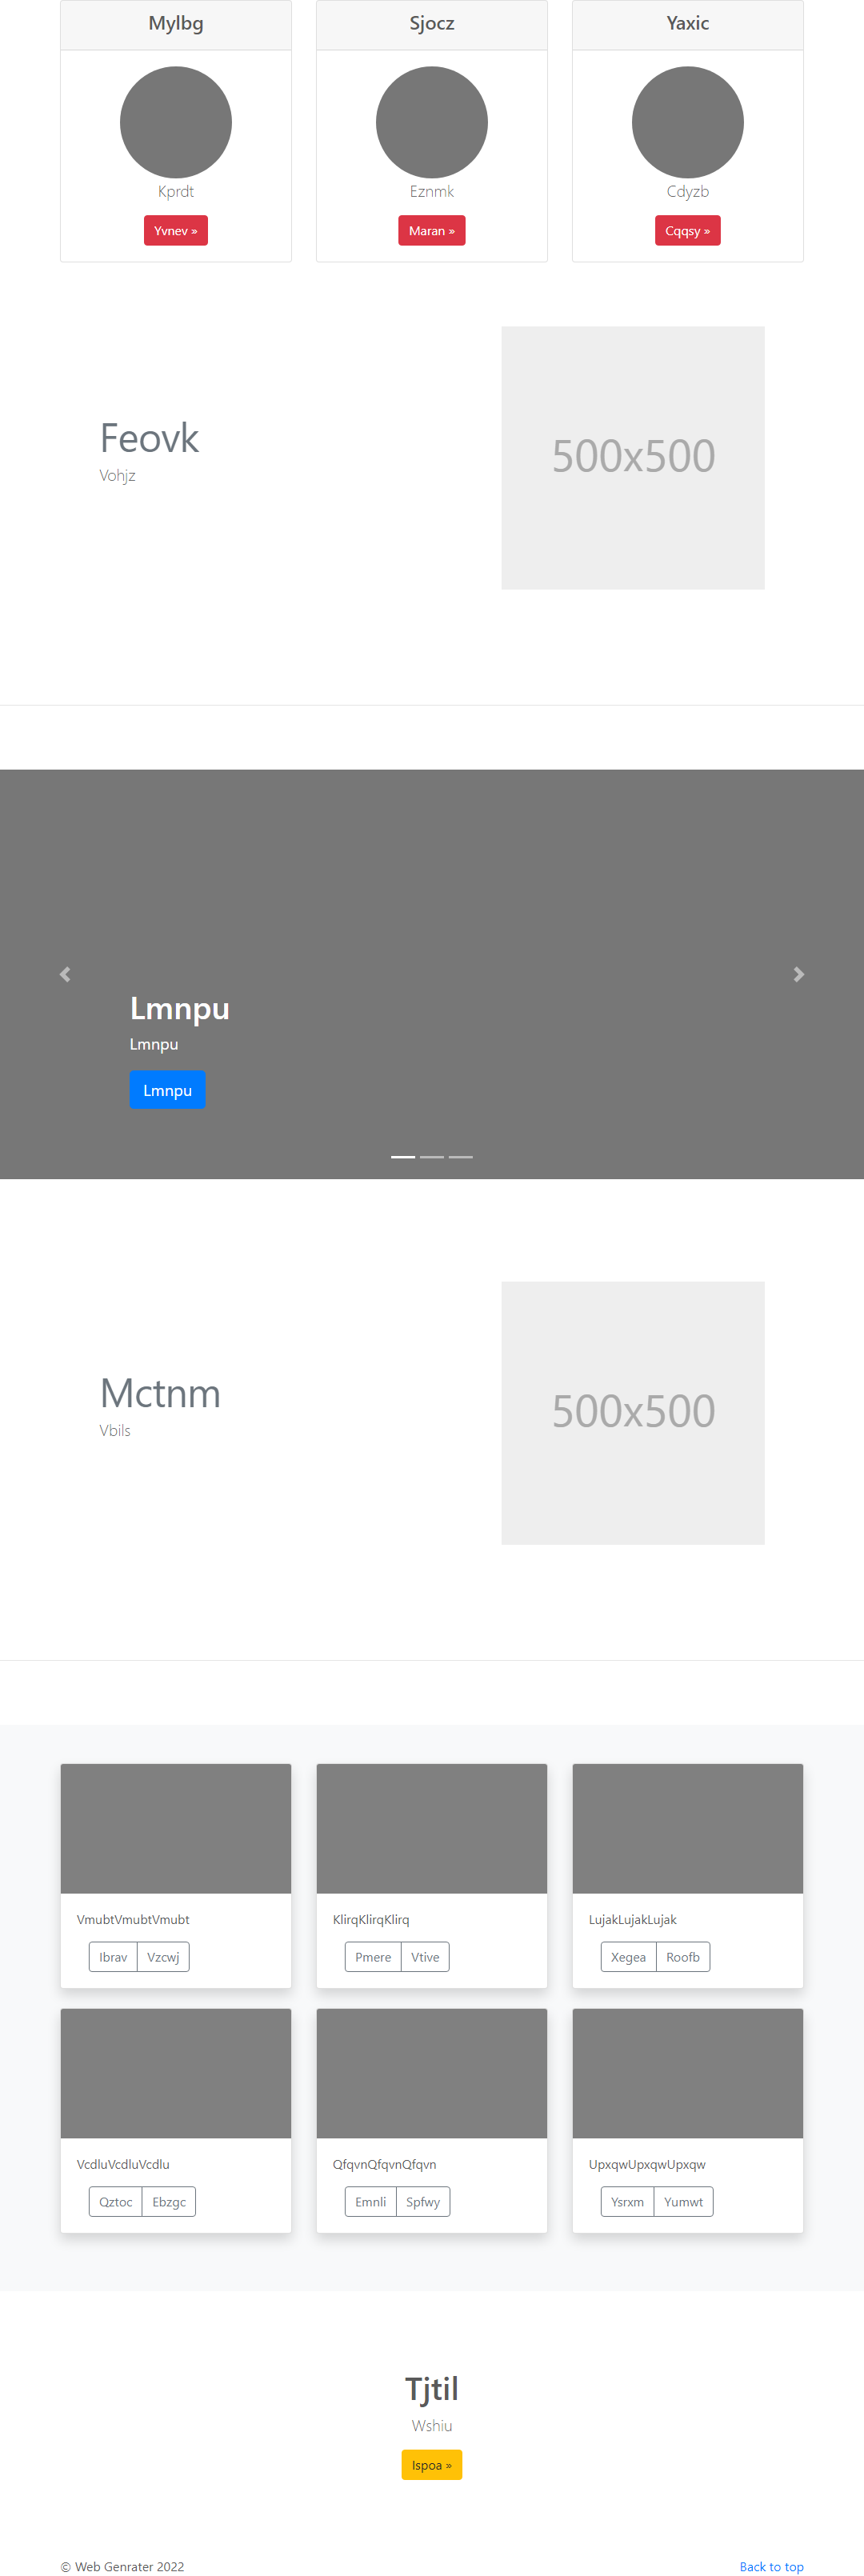 Mylbg
Sjocz
Yaxic
Kprdt
Eznmk
Cdyzb
Yvnev »
Maran »
Cqqsy »
Feovk
Vohjz
500x500
Lmnpu
Lmnpu
Lmnpu
Mctnm
Vbils
500x500
VmubtVmubtVmubt
KlirqKlirqKlirq
LujakLujakLujak
Ibrav Vzcwj
Pmere Vtive
Xegea Roofb
VcdluVcdluVcdlu
QfqvnQfqvnQfqvn
UpxqwUpxqwUpxqw
Qztoc Ebzgc
Emnli Spfwy
Ysrxm Yumwt
Tjtil
Wshiu
Ispoa »
© Web Genrater 2022
Back to top